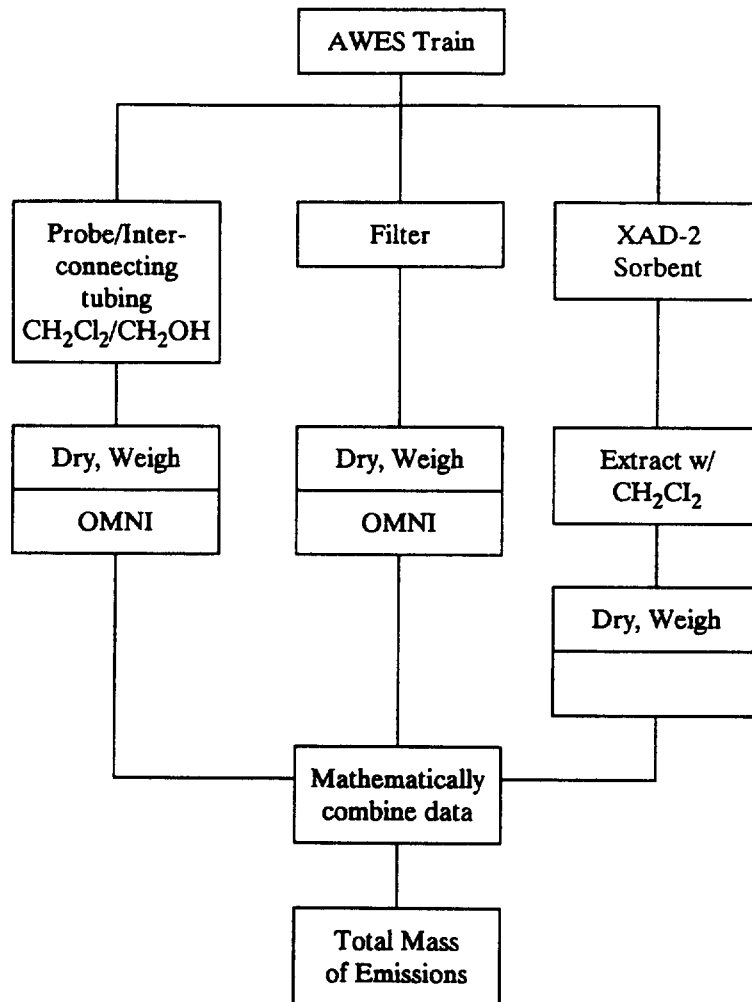 AWES Train
Probe/Inter-
connecting
tubing
CH₂Cl₂/CH₂OH
Filter
XAD-2
Sorbent
Dry, Weigh
OMNI
Dry, Weigh
OMNI
Extract w/
CH₂CI₂
Dry, Weigh
Mathematically
combine data
Total Mass
of Emissions